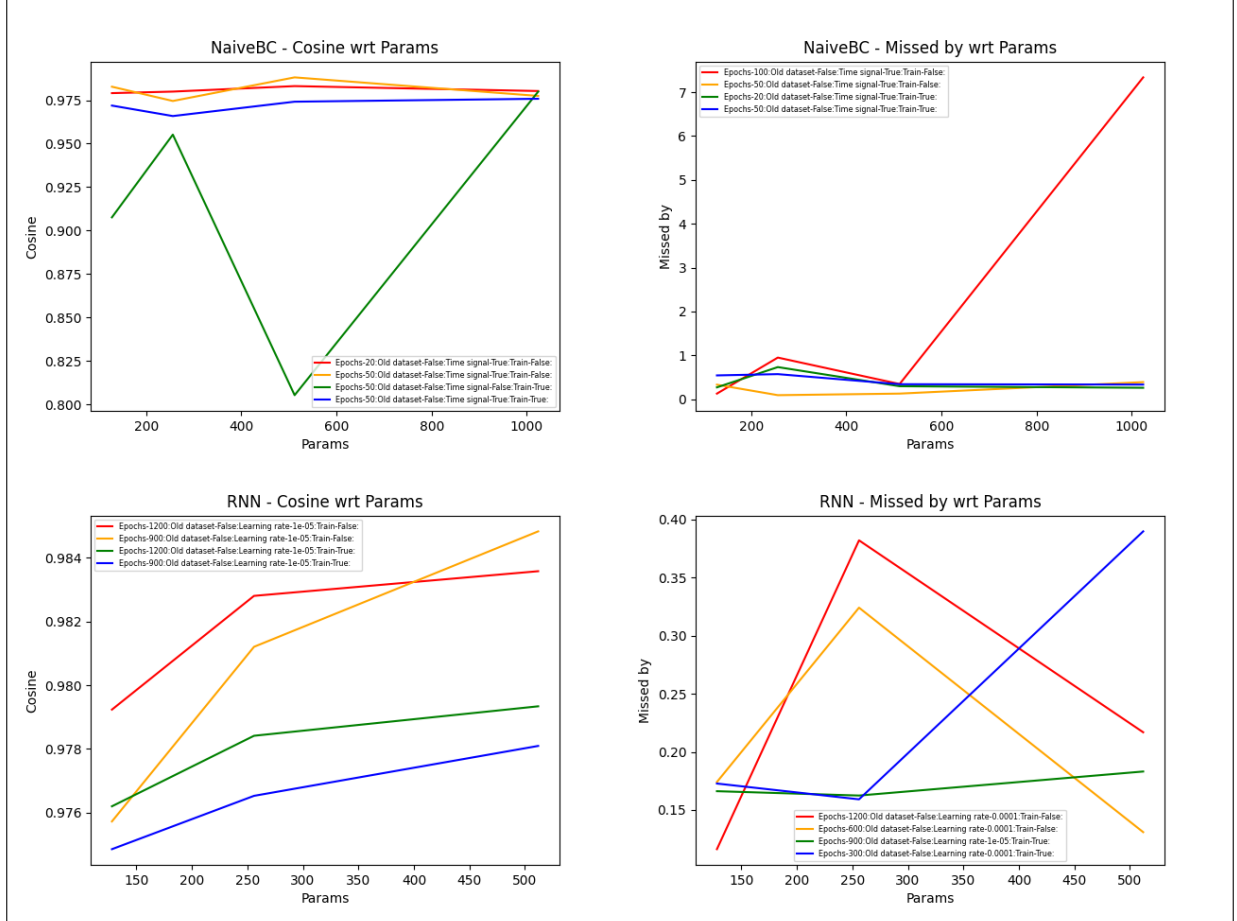 NaiveBC - Cosine wrt Params
Cosine
0.975
0.950
0.925
0.900
0.875
0.850
0.825
0.800
Epochs-20:Old dataset-False:Time signal-True:Train-False:
Epochs-50:Old dataset-False:Time signal-True:Train-False:
Epochs-50:Old dataset-False:Time signal-False:Train-True:
Epochs-50:Old dataset-False:Time signal-True:Train-True:
200 400 600 800 1000
Params
NaiveBC - Missed by wrt Params
Missed by
Epochs-100:Old dataset-False:Time signal-True:Train-False:
Epochs-50:Old dataset-False:Time signal-True:Train-False:
Epochs-20:Old dataset-False:Time signal-True:Train-True:
Epochs-50:Old dataset-False:Time signal-True:Train-True:
7
6
5
4
3
2
1
0
200 400 600 800 1000
Params
RNN - Cosine wrt Params
Cosine
Epochs-1200:Old dataset-False:Learning rate-1e-05:Train-False:
Epochs-900:Old dataset-False:Learning rate-1e-05:Train-False:
Epochs-1200:Old dataset-False:Learning rate-1e-05:Train-True:
Epochs-900:Old dataset-False:Learning rate-1e-05:Train-True:
0.984
0.982
0.980
0.978
0.976
150 200 250 300 350 400 450 500
Params
RNN - Missed by wrt Params
Missed by
0.40
0.35
0.30
0.25
0.20
0.15
Epochs-1200:Old dataset-False:Learning rate-0.0001:Train-False:
Epochs-600:Old dataset-False:Learning rate-0.0001:Train-False:
Epochs-900:Old dataset-False:Learning rate-1e-05:Train-True:
Epochs-300:Old dataset-False:Learning rate-0.0001:Train-True:
150 200 250 300 350 400 450 500
Params